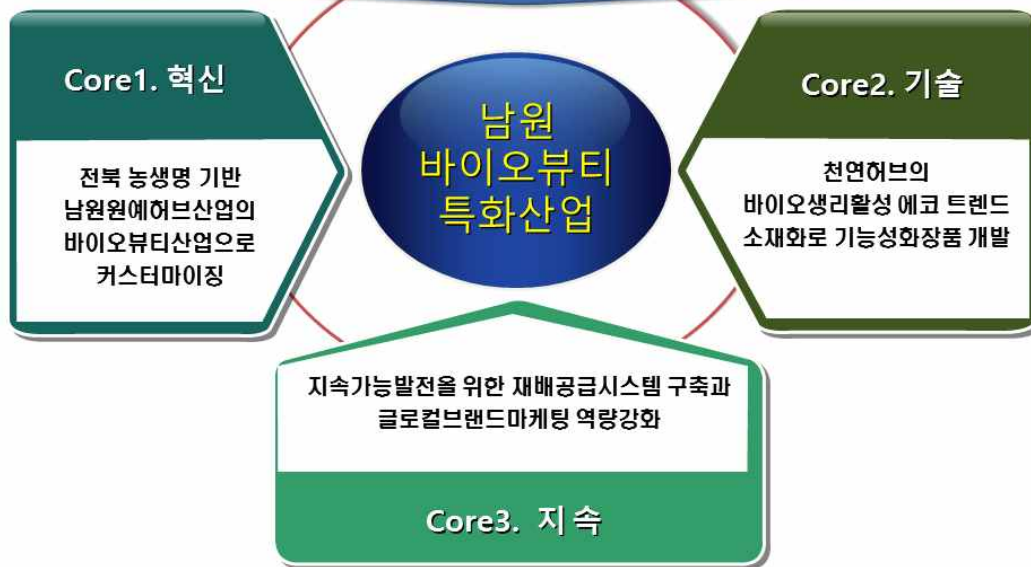 Core1. 혁신
전북 농생명 기반
남원원예허브산업의
바이오뷰티산업으로
커스터마이징
남원
바이오뷰티
특화산업
Core2. 기술
천연허브의
바이오생리활성 에코 트렌드
소재화로 기능성화장품 개발
지속가능발전을 위한 재배공급시스템 구축과
글로컬브랜드마케팅 역량강화
Core3. 지속